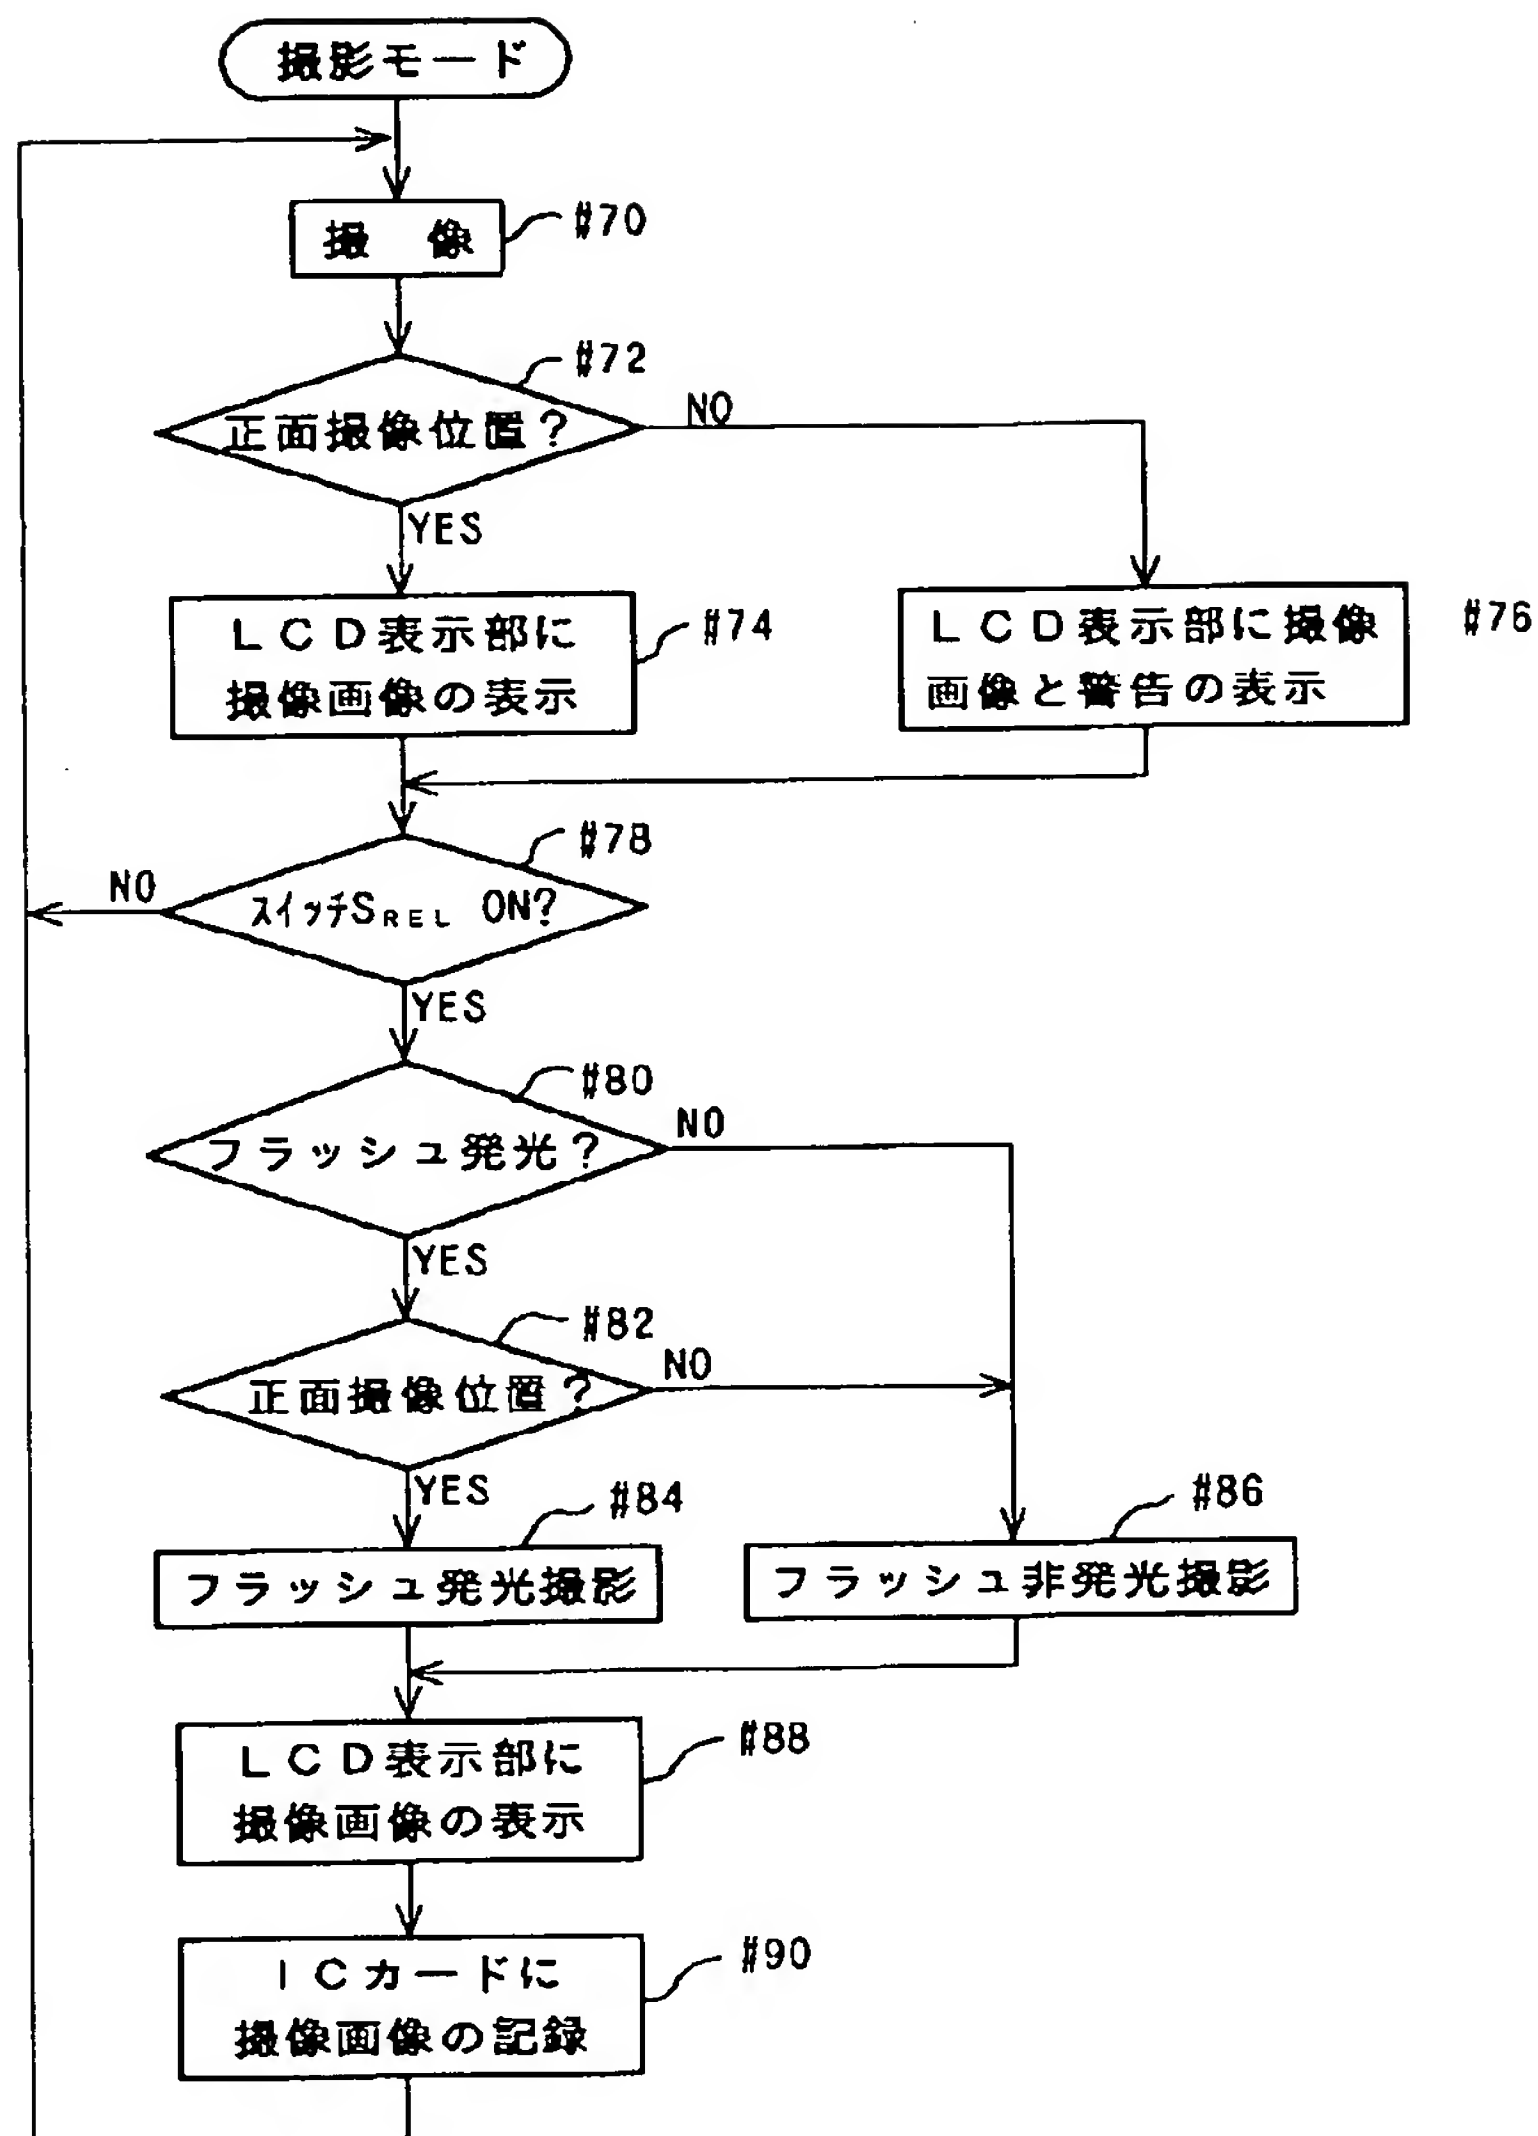 撮影モード
撮 像
#70
#72
正面撮像位置?
NO
YES
LCD表示部に
撮像画像の表示
#74
LCD表示部に撮像
画像と警告の表示
#76
#78
スイッチSREL ON?
NO
YES
#80
フラッシュ発光?
NO
YES
#82
正面撮像位置?
NO
YES
#84
フラッシュ発光撮影
#86
フラッシュ非発光撮影
LCD表示部に
撮像画像の表示
#88
ICカードに
撮像画像の記録
#90